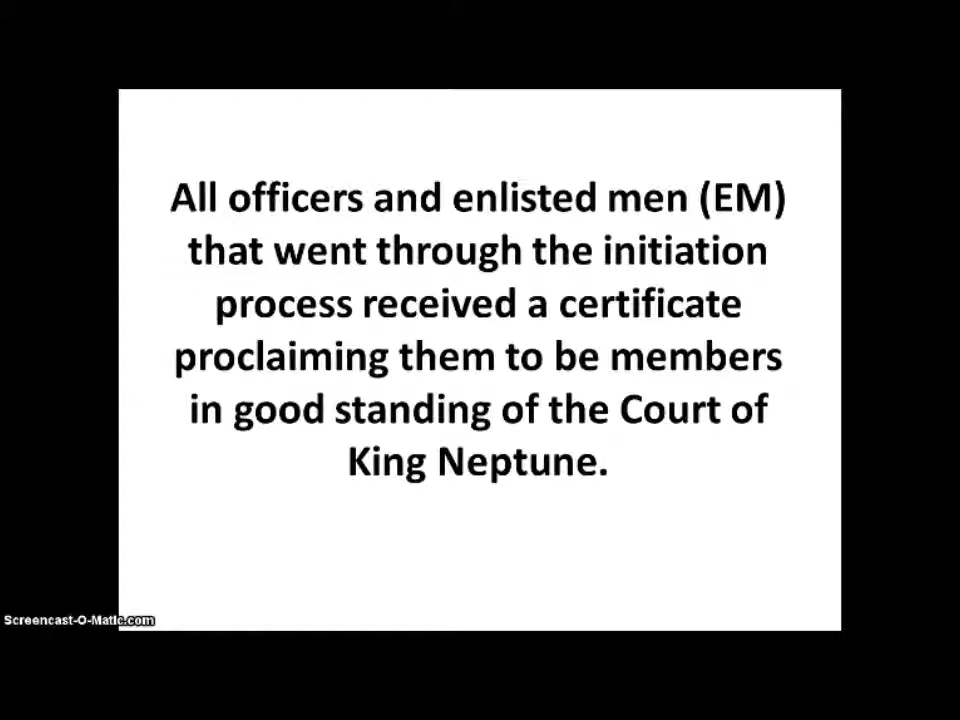 All officers and enlisted men (EM)
that went through the initiation
process received a certificate
proclaiming them to be members
in good standing of the Court of
King Neptune.
Screencast-O-Matic.com